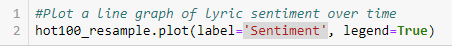 1 #Plot a line graph of lyric sentiment over time
2 hot100_resample.plot(label='Sentiment', legend=True)